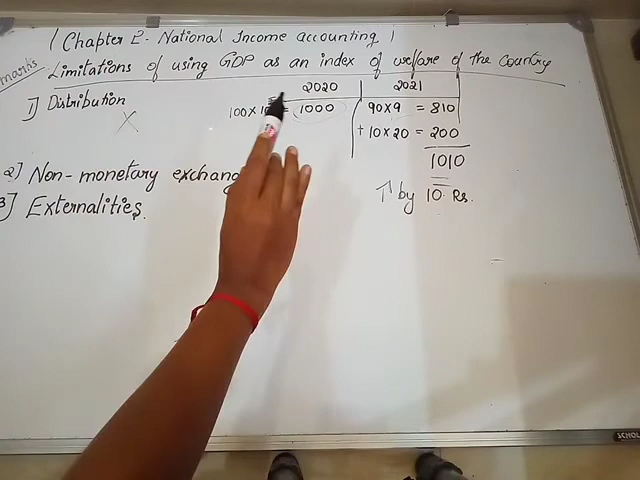 ( Chapter 2- National Income accounting )
marks
Limitations of using GDP as an index of welfare of the Country
2020 | 2021
1] Distribution
100 x 10 = 1000
90 x 9 = 810
+ 10 x 20 = 200
1010
2] Non-monetary exchang
↑ by 10 Rs.
3] Externalities.
SCHOL